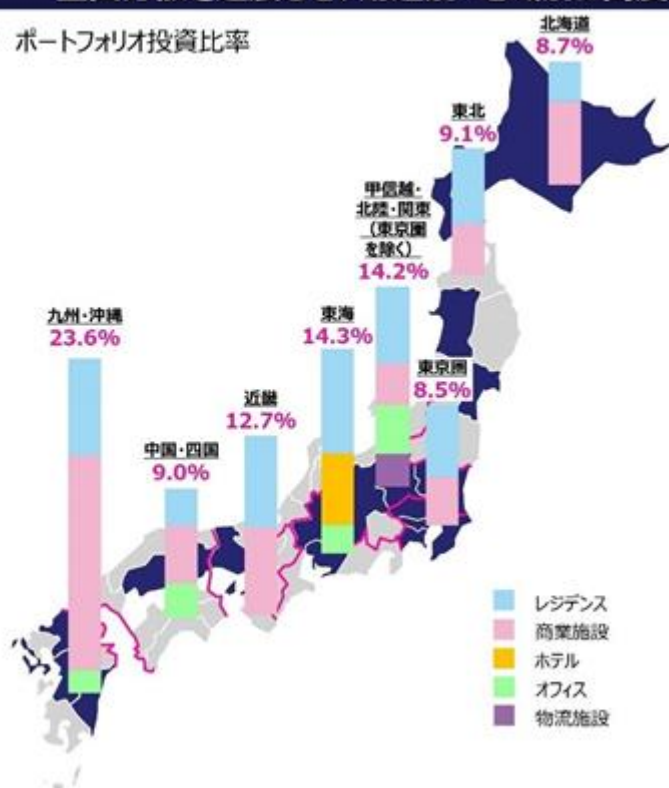 ポートフォリオ投資比率
北海道
8.7%
東北
9.1%
甲信越・
北陸・関東
(東京圏
を除く)
14.2%
九州・沖縄
23.6%
東海
14.3%
東京圏
8.5%
近畿
12.7%
中国・四国
9.0%
レジデンス
商業施設
ホテル
オフィス
物流施設